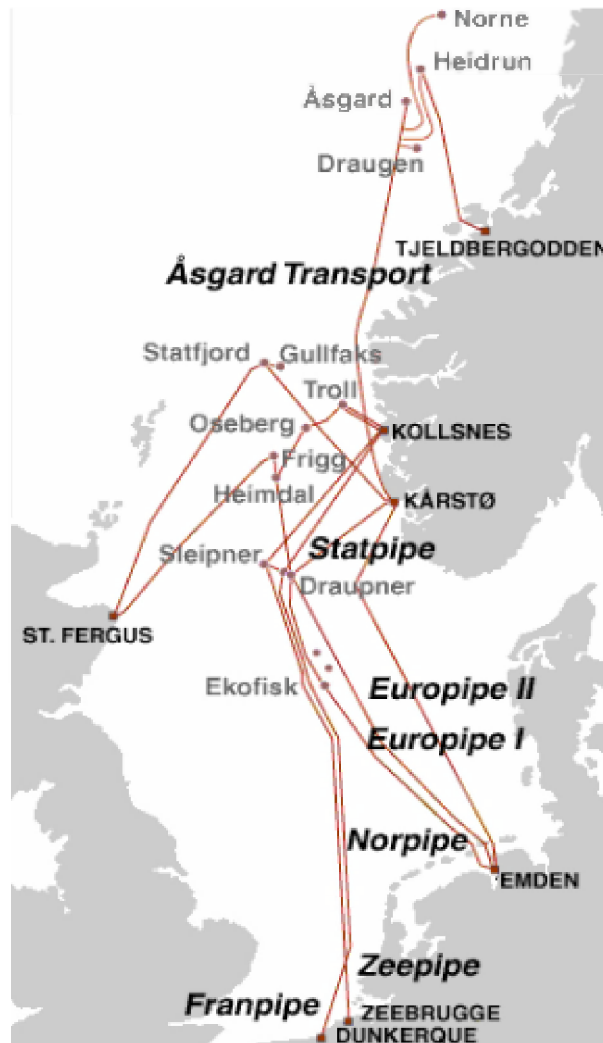 Norne
Heidrun
Åsgard
Draugen
TJELDBERGODDEN
Åsgard Transport
Statfjord
Gullfaks
Troll
Oseberg
KOLLSNES
Frigg
Heimdal
KÅRSTØ
Statpipe
Sleipner
Draupner
ST. FERGUS
Ekofisk
Europipe II
Europipe I
Norpipe
EMDEN
Zeepipe
Franpipe
ZEEBRUGGE
DUNKERQUE